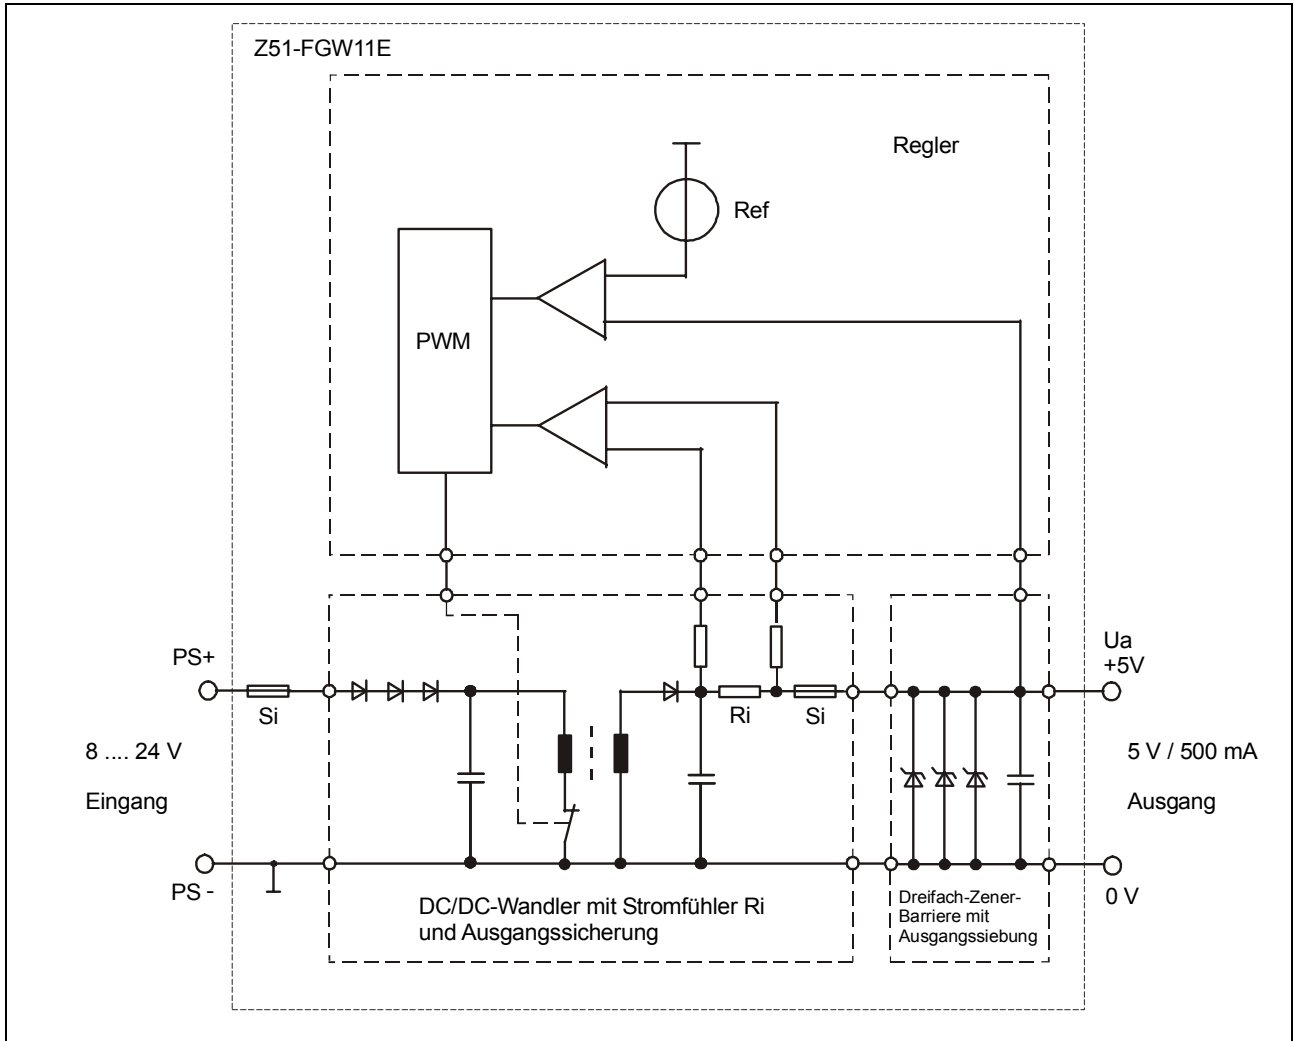 Z51-FGW11E
Regler
Ref
PWM
PS+
Si
Ri
Si
Ua
+5V
8 .... 24 V
Eingang
5 V / 500 mA
Ausgang
PS -
0 V
DC/DC-Wandler mit Stromfühler Ri
und Ausgangssicherung
Dreifach-Zener-
Barriere mit
Ausgangssiebung